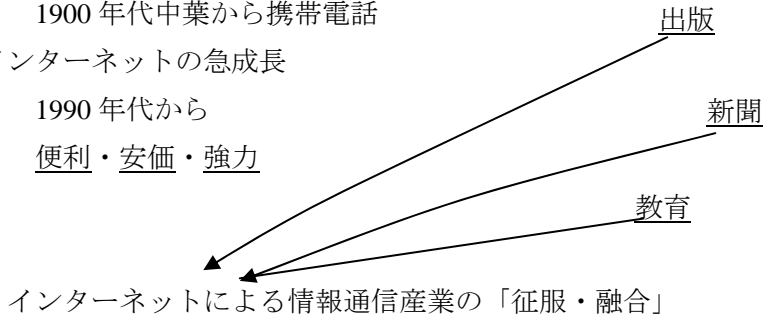 1900 年代中葉から携帯電話
出版
ンターネットの急成長
1990 年代から
新聞
便利・安価・強力
教育
インターネットによる情報通信産業の「征服・融合」